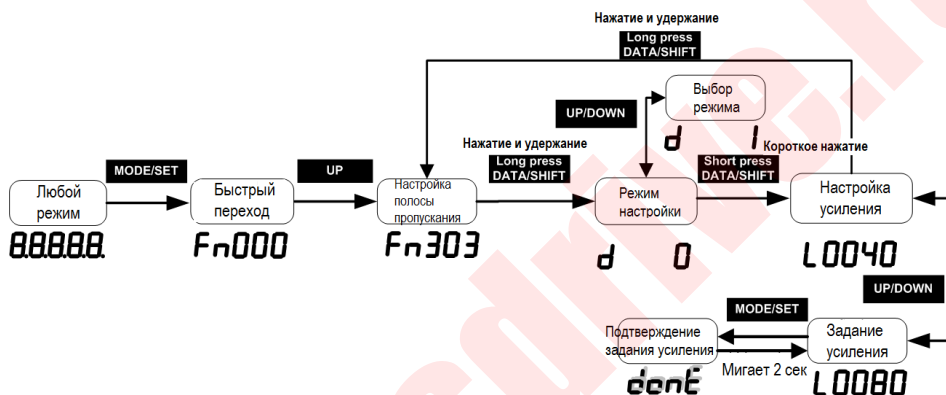 Нажатие и удержание
Long press
DATA/SHIFT
Выбор
режима
UP/DOWN
d 1
Нажатие и удержание
Long press
DATA/SHIFT
Короткое нажатие
Short press
DATA/SHIFT
MODE/SET
UP
Любой
режим
Быстрый
переход
Настройка
полосы
пропускания
Режим
настройки
Настройка
усиления
8.8.8.8.8.
Fn000
Fn303
d 0
L0040
UP/DOWN
MODE/SET
Подтверждение
задания усиления
Задание
усиления
Мигает 2 сек
donE
L0080